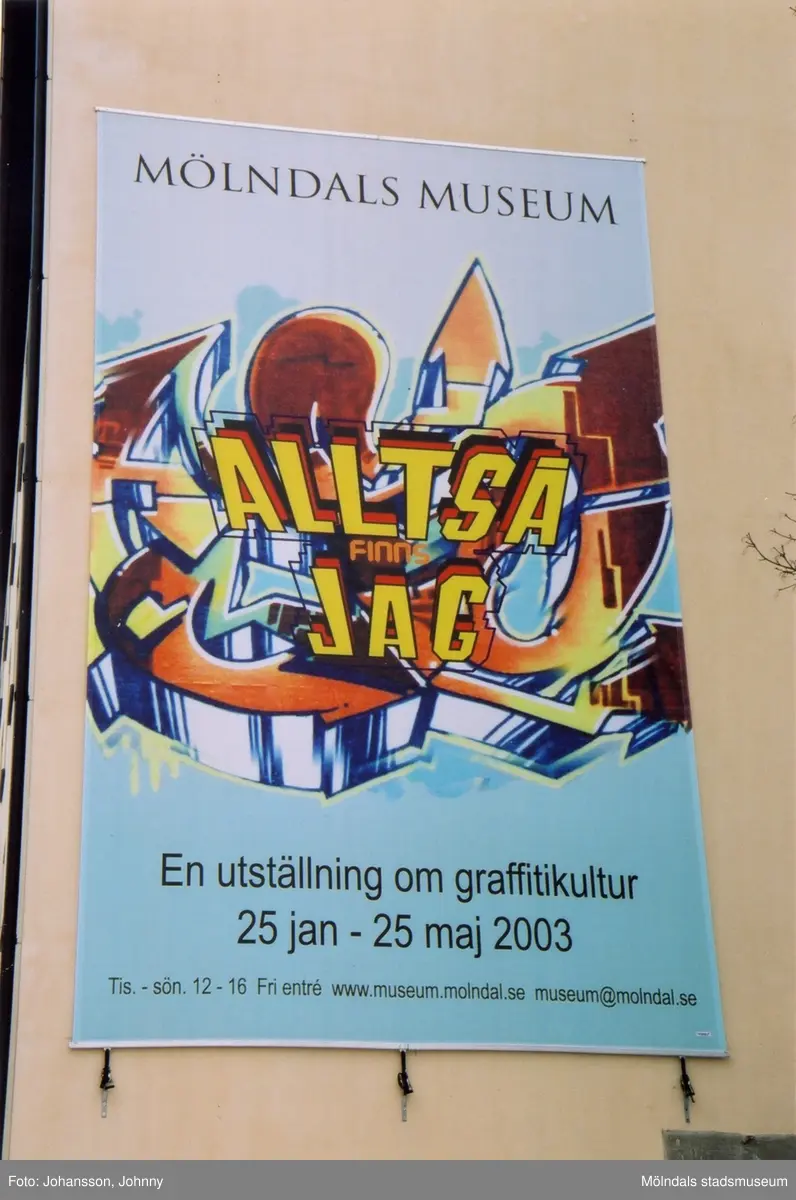 MÖLNDALS MUSEUM
ALLTSÅ
FINNS
JAG
En utställning om graffitikultur
25 jan - 25 maj 2003
Tis. - sön. 12 - 16 Fri entré www.museum.molndal.se museum@molndal.se
Foto: Johansson, Johnny Mölndals stadsmuseum